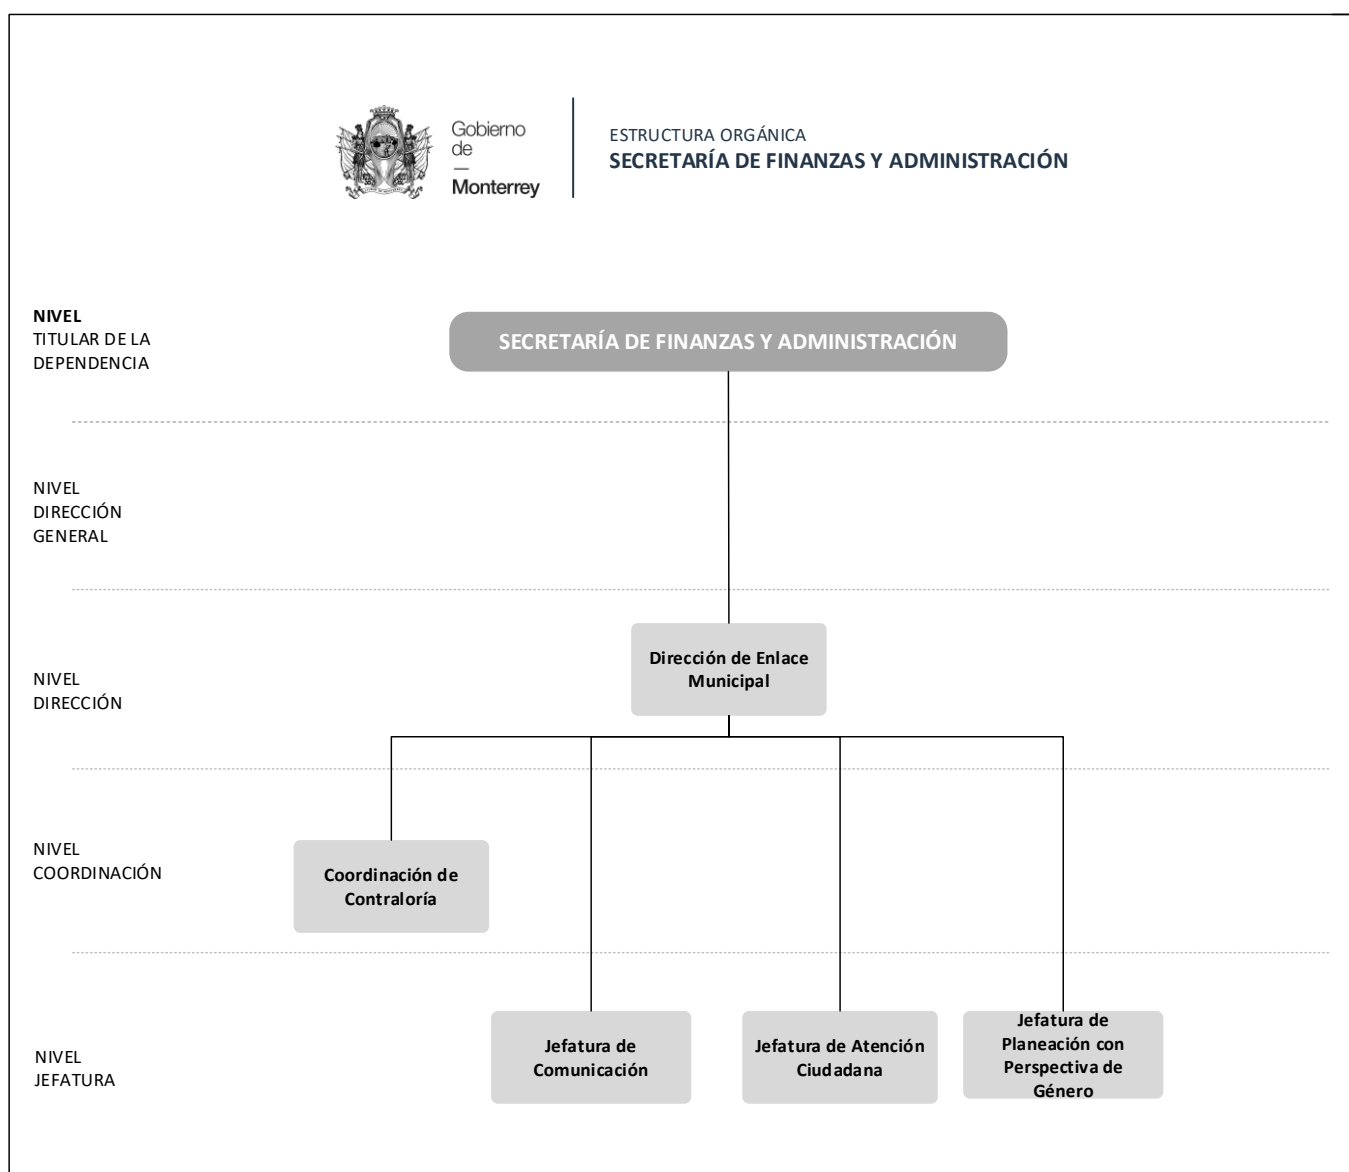 Gobierno
de
—
Monterrey
ESTRUCTURA ORGÁNICA
SECRETARÍA DE FINANZAS Y ADMINISTRACIÓN
NIVEL
TITULAR DE LA
DEPENDENCIA
SECRETARÍA DE FINANZAS Y ADMINISTRACIÓN
NIVEL
DIRECCIÓN
GENERAL
NIVEL
DIRECCIÓN
Dirección de Enlace
Municipal
NIVEL
COORDINACIÓN
Coordinación de
Contraloría
NIVEL
JEFATURA
Jefatura de
Comunicación
Jefatura de Atención
Ciudadana
Jefatura de
Planeación con
Perspectiva de
Género